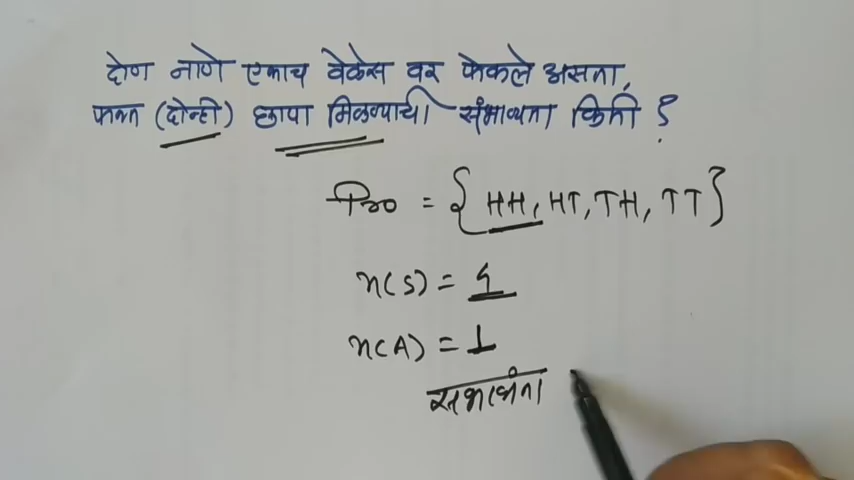 दोण नाणे एकाच वेळेस वर फेकले असता,
फक्त (दोन्ही) छापा मिळण्याची संभाव्यता किती ?
= {HH, HT, TH, TT}
n(S) = 4
n(A) = 1